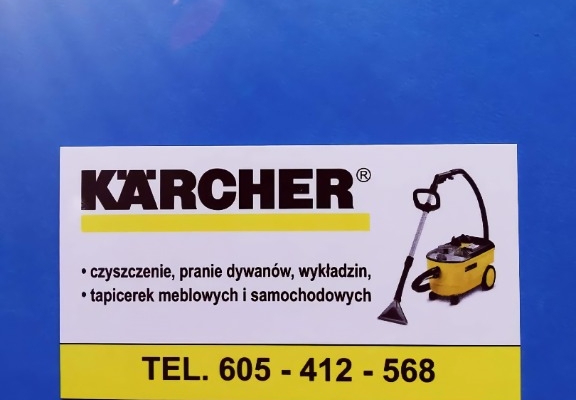 KÄRCHER®
• czyszczenie, pranie dywanów, wykładzin,
• tapicerek meblowych i samochodowych
TEL. 605 - 412 - 568